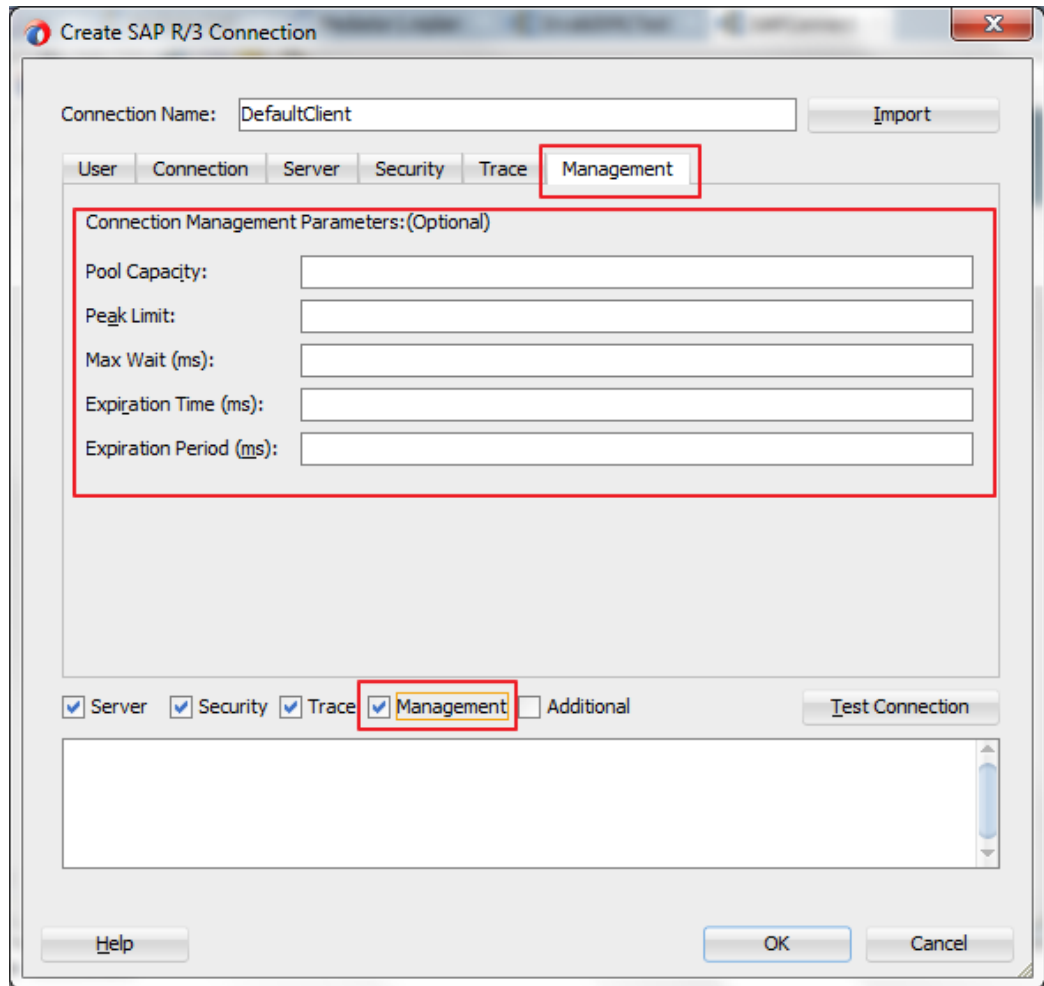 Create SAP R/3 Connection
Connection Name: DefaultClient Import
User Connection Server Security Trace Management
Connection Management Parameters:(Optional)
Pool Capacity:
Peak Limit:
Max Wait (ms):
Expiration Time (ms):
Expiration Period (ms):
Server Security Trace Management Additional Test Connection
Help OK Cancel